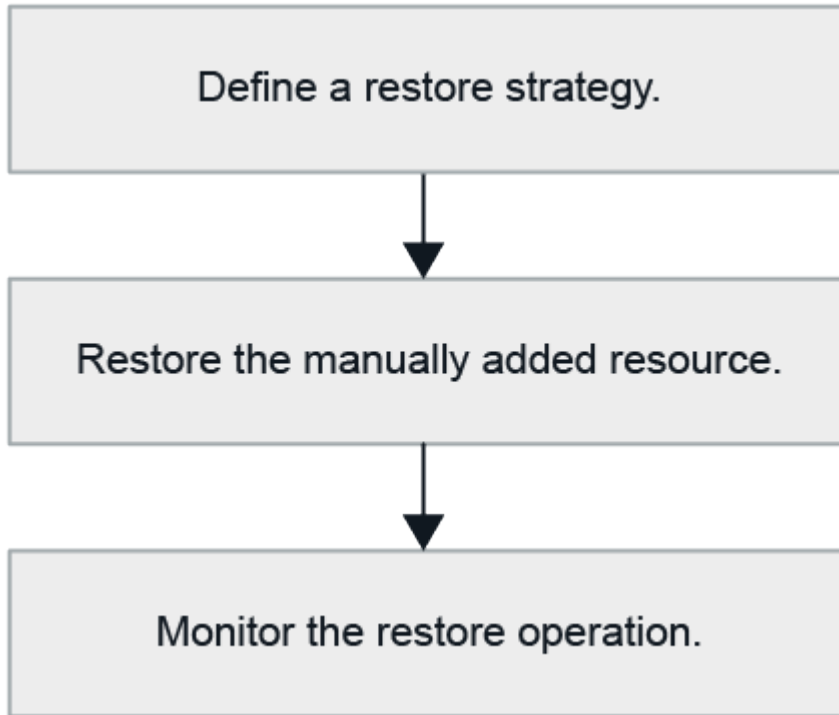 Define a restore strategy.
Restore the manually added resource.
Monitor the restore operation.